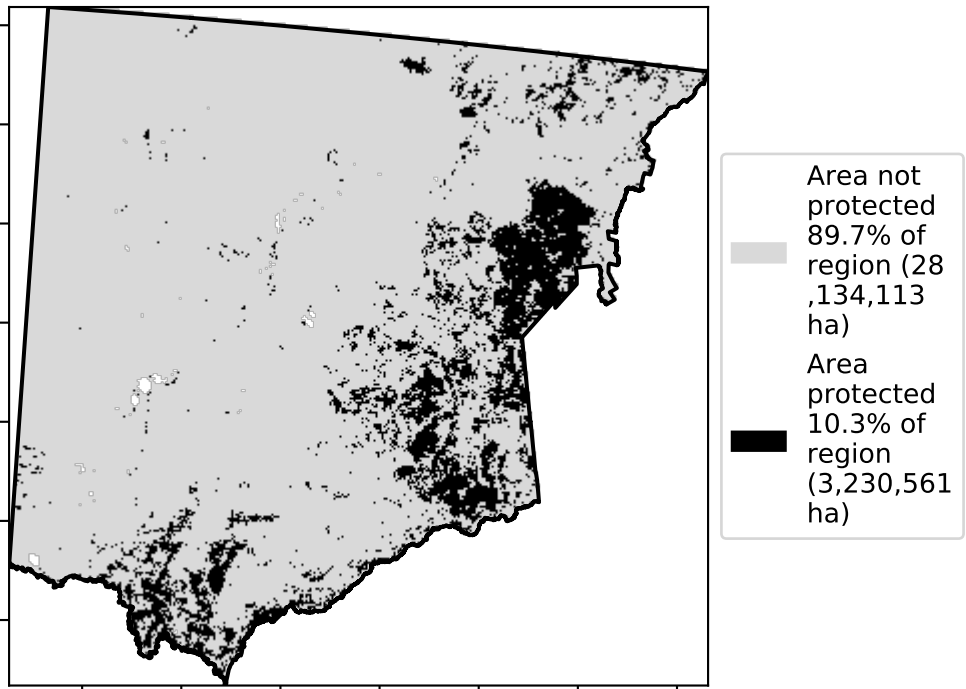 Area not
protected
89.7% of
region (28
,134,113
ha)
Area
protected
10.3% of
region
(3,230,561
ha)